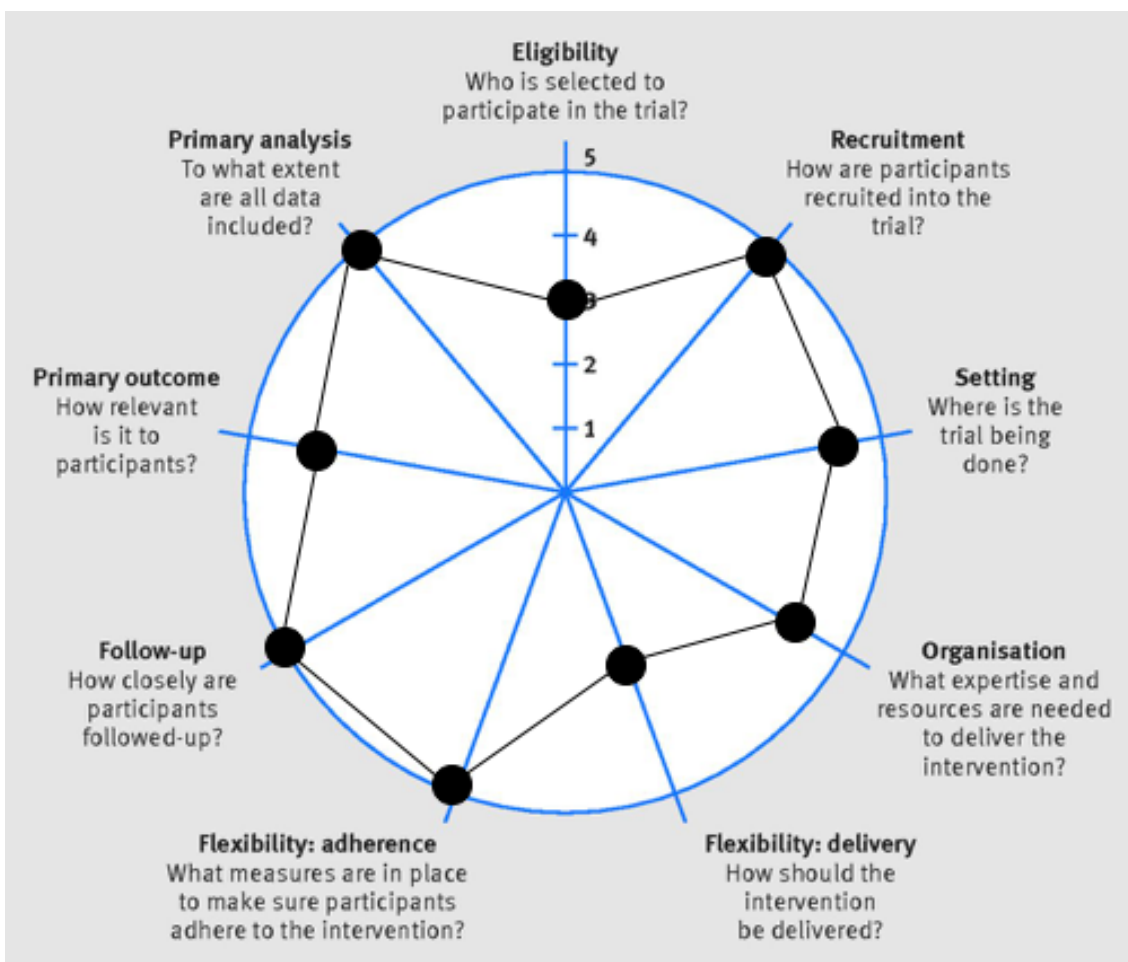 Eligibility
Who is selected to
participate in the trial?
Primary analysis
To what extent
are all data
included?
Recruitment
How are participants
recruited into the
trial?
5
4
3
2
1
Primary outcome
How relevant
is it to
participants?
Setting
Where is the
trial being
done?
Follow-up
How closely are
participants
followed-up?
Organisation
What expertise and
resources are needed
to deliver the
intervention?
Flexibility: adherence
What measures are in place
to make sure participants
adhere to the intervention?
Flexibility: delivery
How should the
intervention
be delivered?